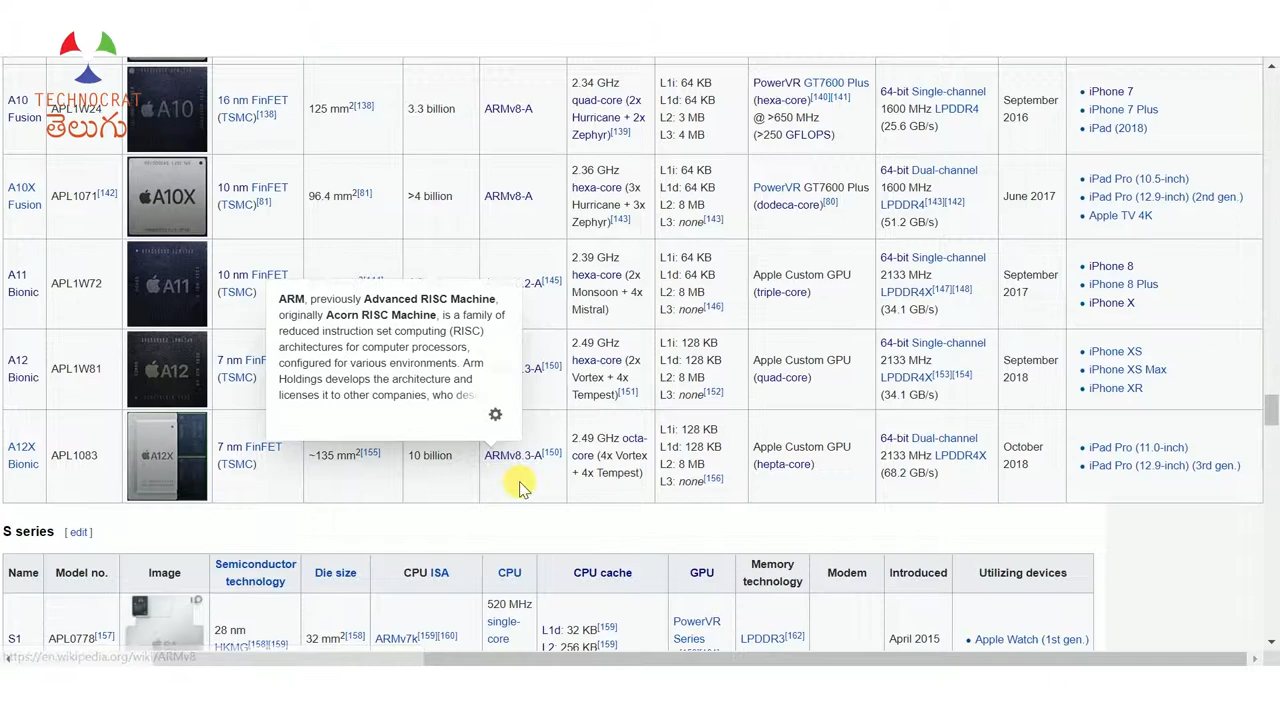 TECHNOCRAT
తెలుగు
A10
Fusion
APL1W24
A10
16 nm FinFET
(TSMC)[138]
125 mm2[138]
3.3 billion
ARMv8-A
2.34 GHz
quad-core (2x
Hurricane + 2x
Zephyr)[139]
L1i: 64 KB
L1d: 64 KB
L2: 3 MB
L3: 4 MB
PowerVR GT7600 Plus
(hexa-core)[140][141]
@ >650 MHz
(>250 GFLOPS)
64-bit Single-channel
1600 MHz LPDDR4
(25.6 GB/s)
September
2016
• iPhone 7
• iPhone 7 Plus
• iPad (2018)
A10X
Fusion
APL1071[142]
A10X
10 nm FinFET
(TSMC)[81]
96.4 mm2[81]
>4 billion
ARMv8-A
2.36 GHz
hexa-core (3x
Hurricane + 3x
Zephyr)[143]
L1i: 64 KB
L1d: 64 KB
L2: 8 MB
L3: none[143]
PowerVR GT7600 Plus
(dodeca-core)[80]
64-bit Dual-channel
1600 MHz
LPDDR4[143][142]
(51.2 GB/s)
June 2017
• iPad Pro (10.5-inch)
• iPad Pro (12.9-inch) (2nd gen.)
• Apple TV 4K
A11
Bionic
APL1W72
A11
10 nm FinFET
(TSMC)
.2-A[145]
2.39 GHz
hexa-core (2x
Monsoon + 4x
Mistral)
L1i: 64 KB
L1d: 64 KB
L2: 8 MB
L3: none[146]
Apple Custom GPU
(triple-core)
64-bit Single-channel
2133 MHz
LPDDR4X[147][148]
(34.1 GB/s)
September
2017
• iPhone 8
• iPhone 8 Plus
• iPhone X
ARM, previously Advanced RISC Machine,
originally Acorn RISC Machine, is a family of
reduced instruction set computing (RISC)
architectures for computer processors,
configured for various environments. Arm
Holdings develops the architecture and
licenses it to other companies, who des
A12
Bionic
APL1W81
A12
7 nm FinF
(TSMC)
.3-A[150]
2.49 GHz
hexa-core (2x
Vortex + 4x
Tempest)[151]
L1i: 128 KB
L1d: 128 KB
L2: 8 MB
L3: none[152]
Apple Custom GPU
(quad-core)
64-bit Single-channel
2133 MHz
LPDDR4X[153][154]
(34.1 GB/s)
September
2018
• iPhone XS
• iPhone XS Max
• iPhone XR
A12X
Bionic
APL1083
A12X
7 nm FinFET
(TSMC)
~135 mm2[155]
10 billion
ARMv8.3-A[150]
2.49 GHz octa-
core (4x Vortex
+ 4x Tempest)
L1i: 128 KB
L1d: 128 KB
L2: 8 MB
L3: none[156]
Apple Custom GPU
(hepta-core)
64-bit Dual-channel
2133 MHz LPDDR4X
(68.2 GB/s)
October
2018
• iPad Pro (11.0-inch)
• iPad Pro (12.9-inch) (3rd gen.)
S series [ edit ]
Name
Model no.
Image
Semiconductor
technology
Die size
CPU ISA
CPU
CPU cache
GPU
Memory
technology
Modem
Introduced
Utilizing devices
S1
APL0778[157]
28 nm
HKMG[158][159]
32 mm2[158]
ARMv7k[159][160]
520 MHz
single-
core
L1d: 32 KB[159]
L2: 256 KB[159]
PowerVR
Series
LPDDR3[162]
April 2015
• Apple Watch (1st gen.)
https://en.wikipedia.org/wiki/ARMv8